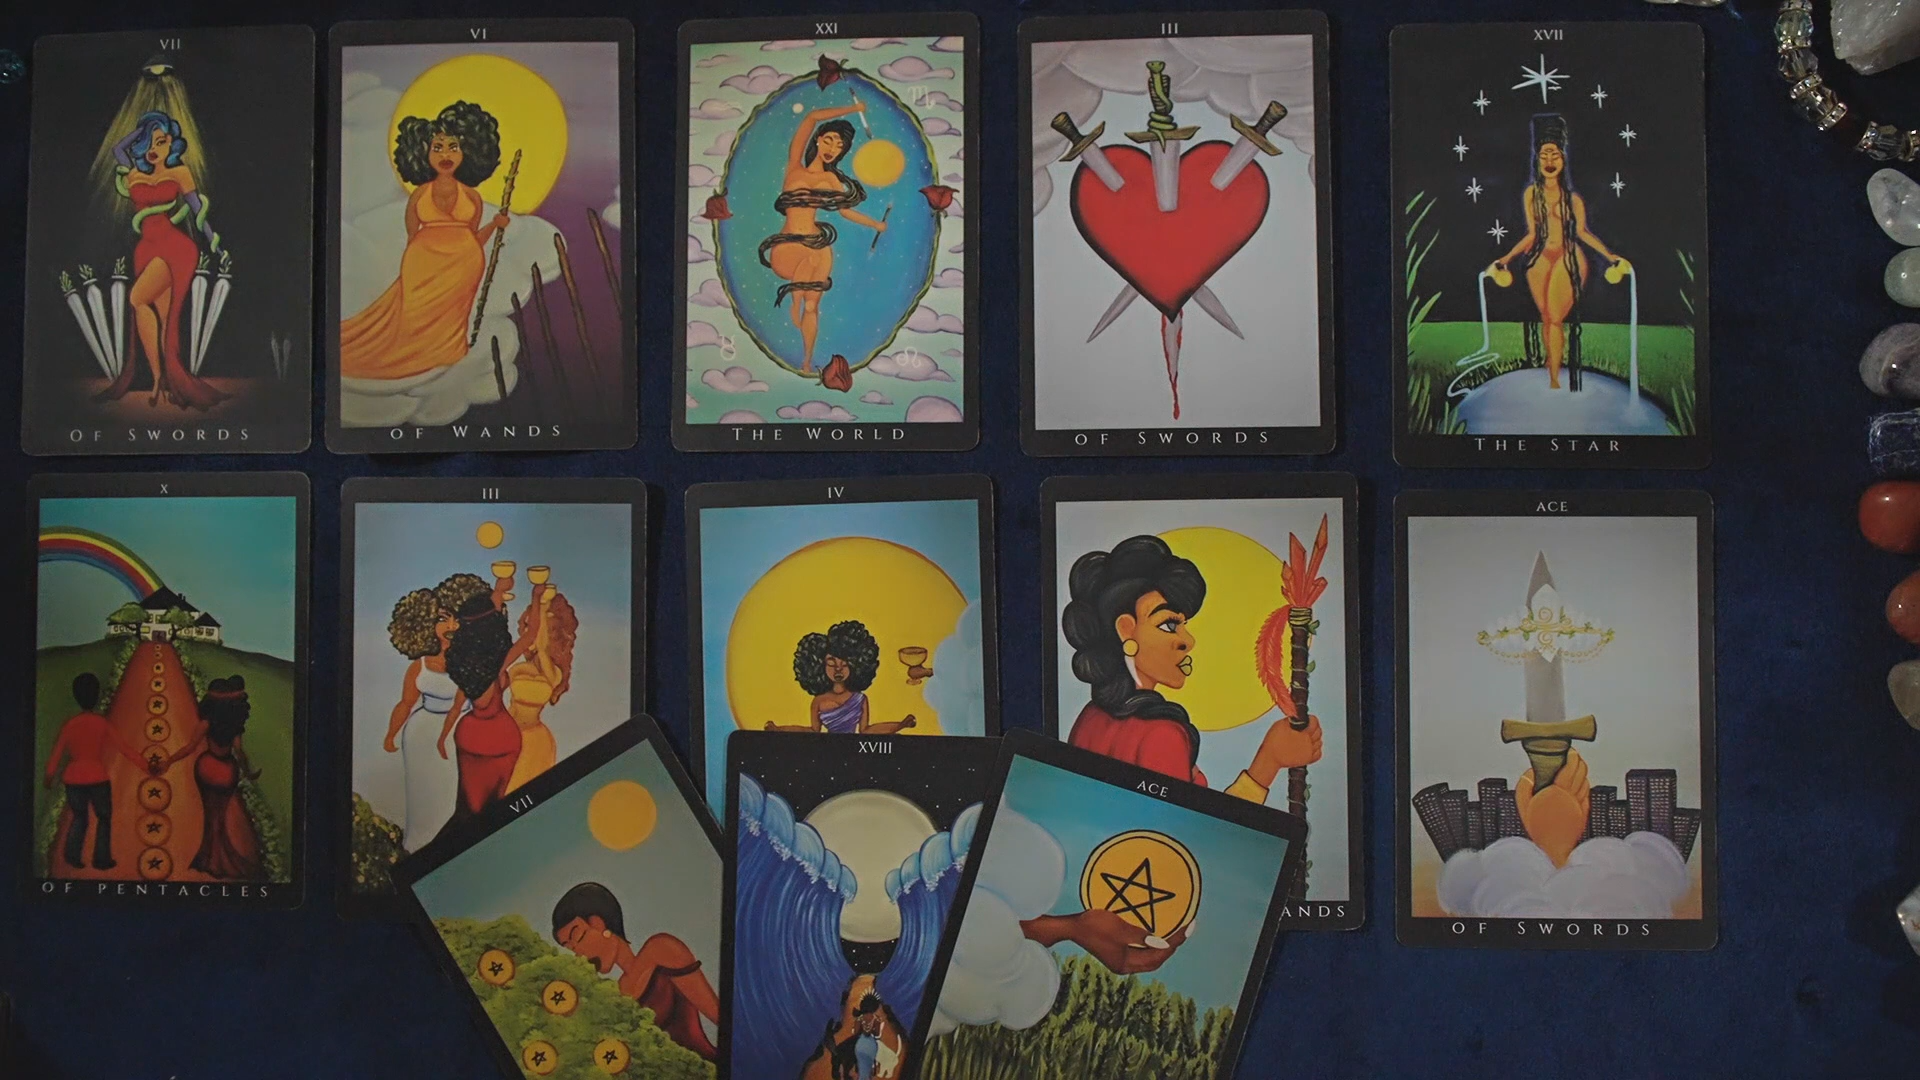 VII
OF SWORDS
VI
OF WANDS
XXI
THE WORLD
III
OF SWORDS
XVII
THE STAR
X
OF PENTACLES
III
IV
ANDS
ACE
OF SWORDS
VII
XVIII
ACE